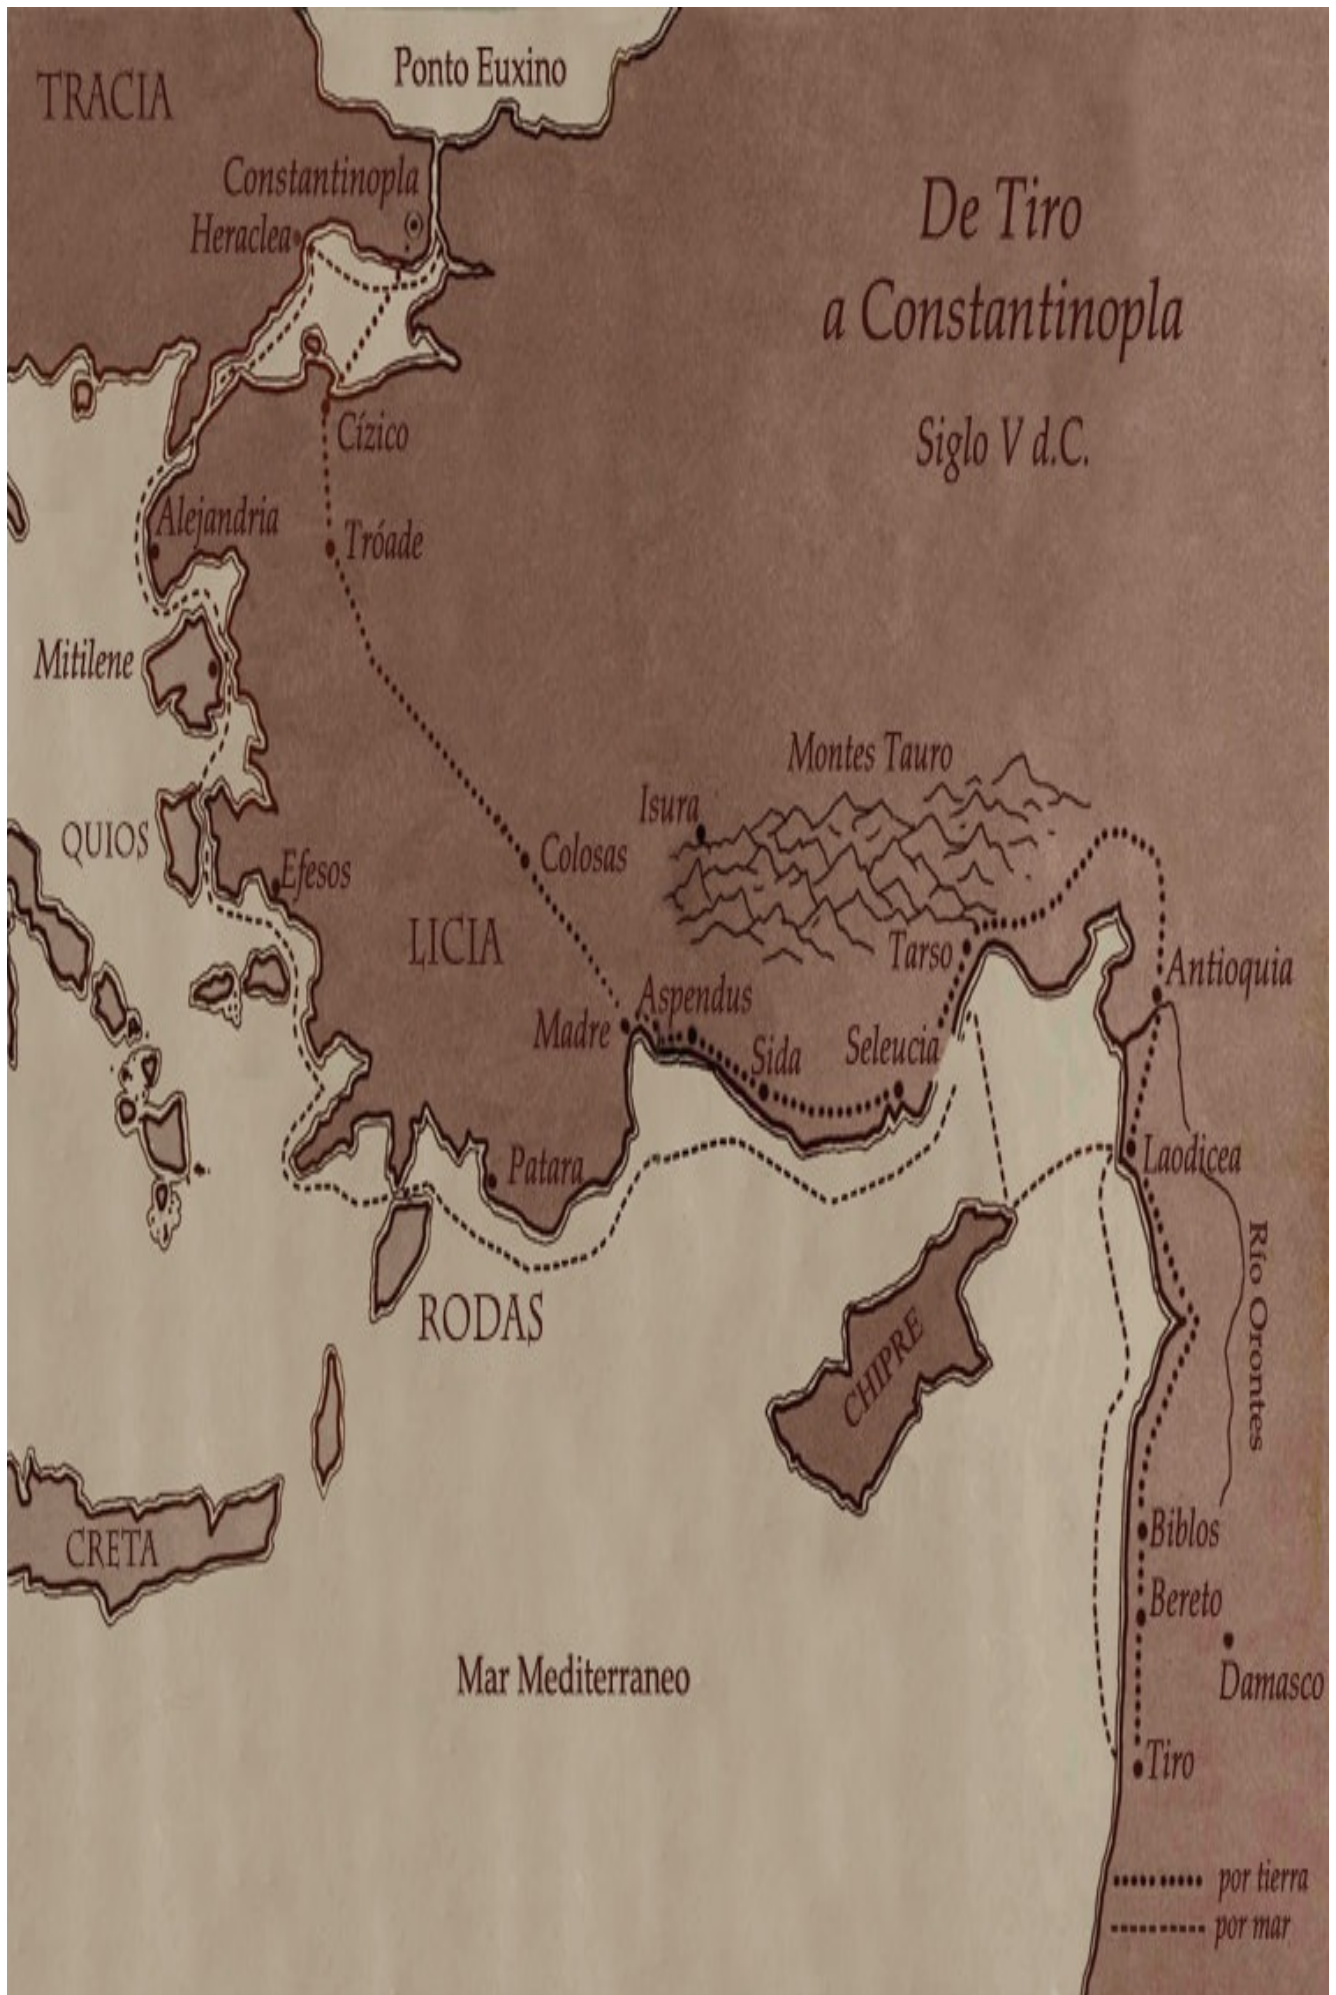 Ponto Euxino
TRACIA
Constantinopla
Heraclea
De Tiro
a Constantinopla
Siglo V d.C.
Cízico
Alejandria
Tróade
Mitilene
Montes Tauro
Isura
QUIOS
Colosas
Efesos
LICIA
Tarso
Antioquia
Aspendus
Madre
Sida
Seleucia
Laodicea
Patara
Río Orontes
RODAS
CHIPRE
Biblos
CRETA
Bereto
Mar Mediterraneo
Damasco
Tiro
por tierra
por mar